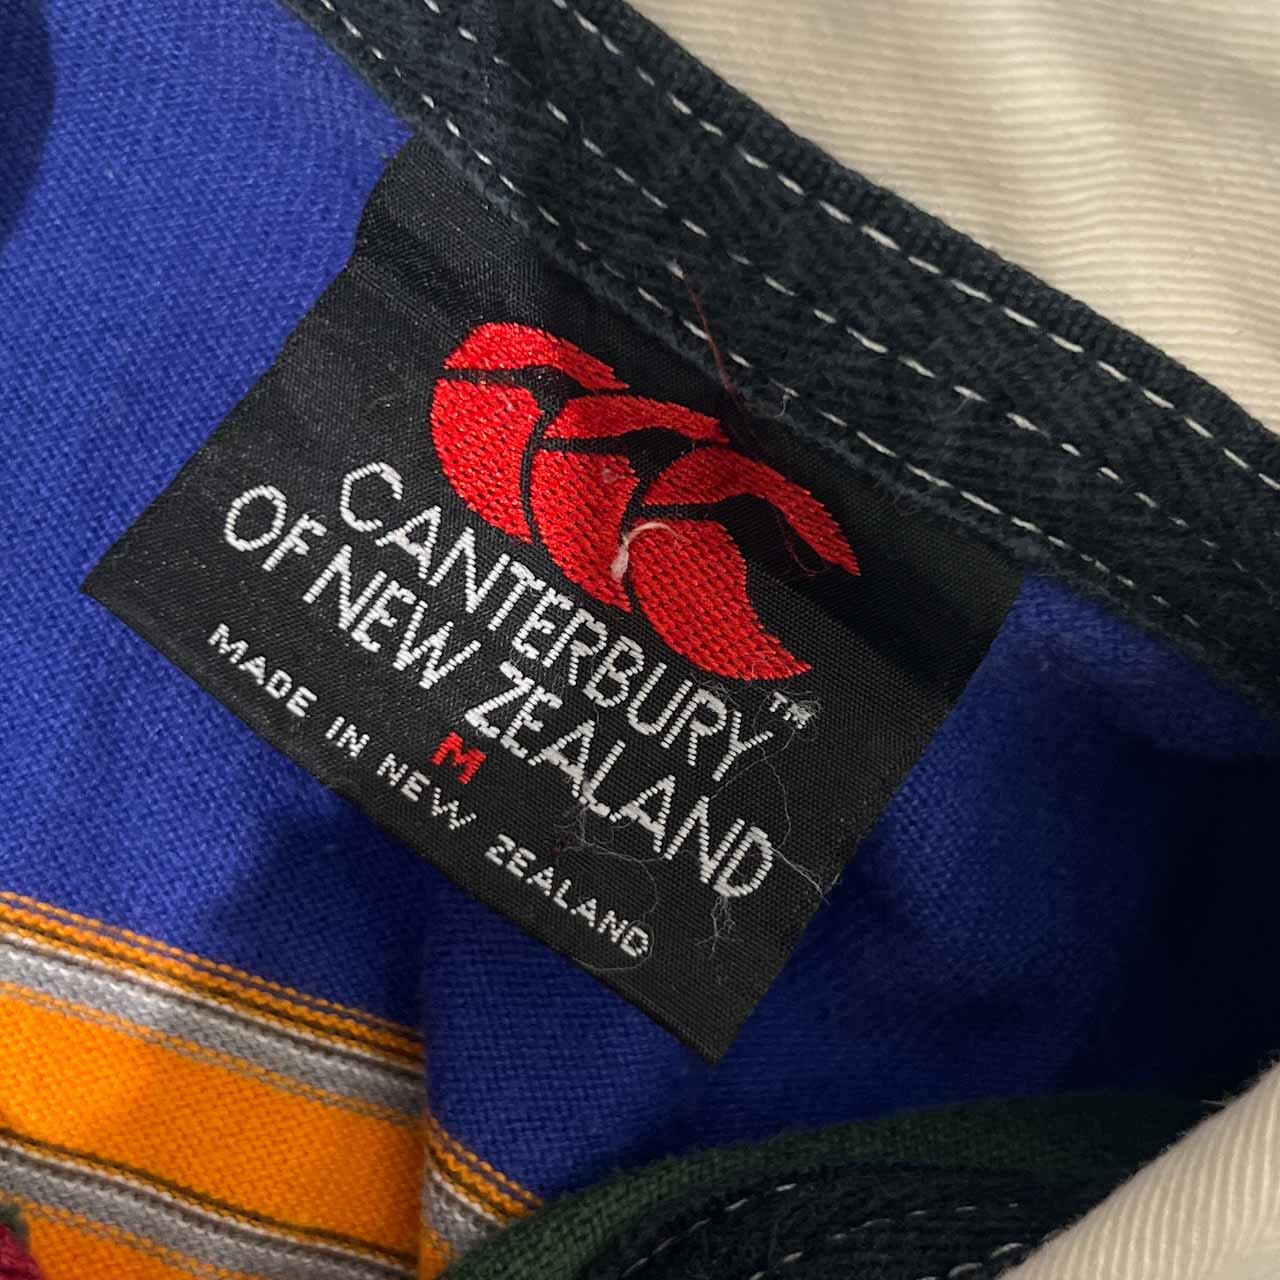 CANTERBURY™
OF NEW ZEALAND
M
MADE IN NEW ZEALAND